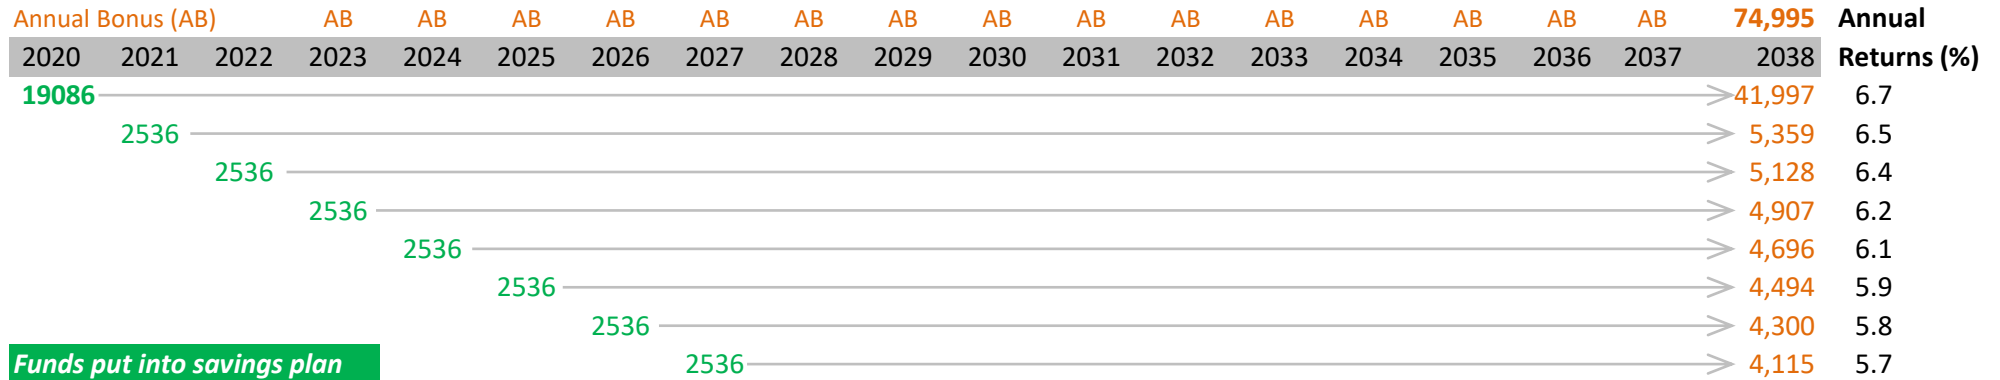 Annual Bonus (AB) AB AB AB AB AB AB AB AB AB AB AB AB AB AB AB 74,995 Annual
2020 2021 2022 2023 2024 2025 2026 2027 2028 2029 2030 2031 2032 2033 2034 2035 2036 2037 2038 Returns (%)
19086 41,997 6.7
2536 5,359 6.5
2536 5,128 6.4
2536 4,907 6.2
2536 4,696 6.1
2536 4,494 5.9
2536 4,300 5.8
Funds put into savings plan 2536 4,115 5.7